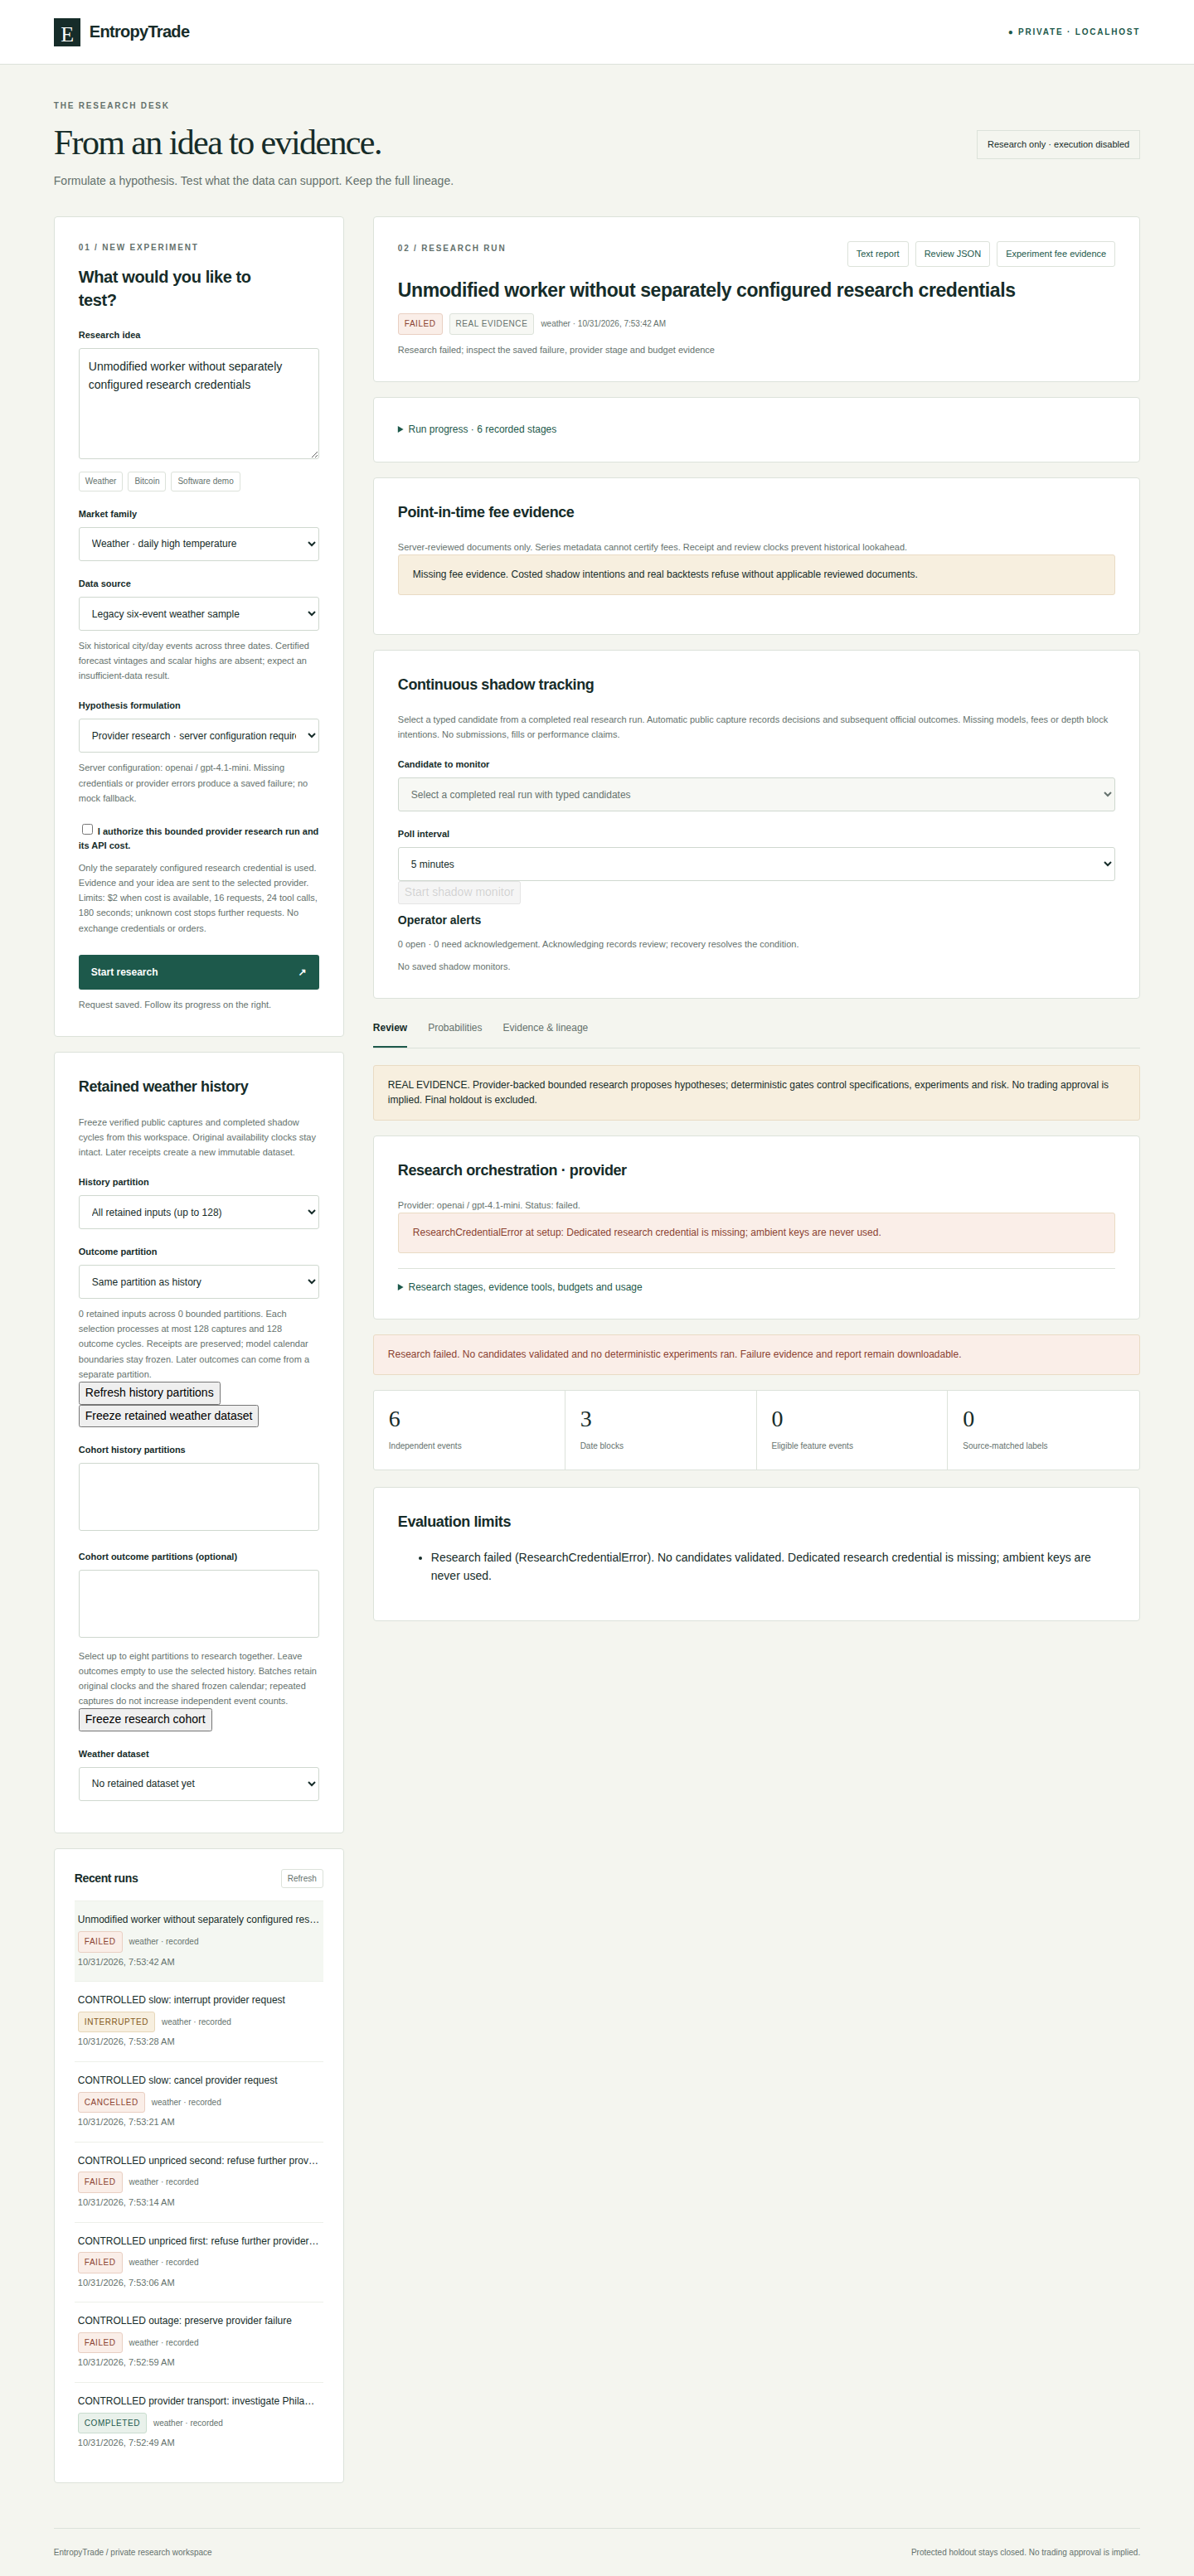 E EntropyTrade
● PRIVATE · LOCALHOST
THE RESEARCH DESK
From an idea to evidence.
Research only · execution disabled
Formulate a hypothesis. Test what the data can support. Keep the full lineage.
01 / NEW EXPERIMENT
What would you like to
test?
Research idea
Unmodified worker without separately
configured research credentials
Weather
Bitcoin
Software demo
Market family
Weather · daily high temperature
Data source
Legacy six-event weather sample
Six historical city/day events across three dates. Certified
forecast vintages and scalar highs are absent; expect an
insufficient-data result.
Hypothesis formulation
Provider research · server configuration requir
Server configuration: openai / gpt-4.1-mini. Missing
credentials or provider errors produce a saved failure; no
mock fallback.
I authorize this bounded provider research run and
its API cost.
Only the separately configured research credential is used.
Evidence and your idea are sent to the selected provider.
Limits: $2 when cost is available, 16 requests, 24 tool calls,
180 seconds; unknown cost stops further requests. No
exchange credentials or orders.
Start research ↗
Request saved. Follow its progress on the right.
Retained weather history
Freeze verified public captures and completed shadow
cycles from this workspace. Original availability clocks stay
intact. Later receipts create a new immutable dataset.
History partition
All retained inputs (up to 128)
Outcome partition
Same partition as history
0 retained inputs across 0 bounded partitions. Each
selection processes at most 128 captures and 128
outcome cycles. Receipts are preserved; model calendar
boundaries stay frozen. Later outcomes can come from a
separate partition.
Refresh history partitions
Freeze retained weather dataset
Cohort history partitions
Cohort outcome partitions (optional)
Select up to eight partitions to research together. Leave
outcomes empty to use the selected history. Batches retain
original clocks and the shared frozen calendar; repeated
captures do not increase independent event counts.
Freeze research cohort
Weather dataset
No retained dataset yet
Recent runs
Refresh
Unmodified worker without separately configured res…
FAILED weather · recorded
10/31/2026, 7:53:42 AM
CONTROLLED slow: interrupt provider request
INTERRUPTED weather · recorded
10/31/2026, 7:53:28 AM
CONTROLLED slow: cancel provider request
CANCELLED weather · recorded
10/31/2026, 7:53:21 AM
CONTROLLED unpriced second: refuse further prov…
FAILED weather · recorded
10/31/2026, 7:53:14 AM
CONTROLLED unpriced first: refuse further provider…
FAILED weather · recorded
10/31/2026, 7:53:06 AM
CONTROLLED outage: preserve provider failure
FAILED weather · recorded
10/31/2026, 7:52:59 AM
CONTROLLED provider transport: investigate Phila…
COMPLETED weather · recorded
10/31/2026, 7:52:49 AM
02 / RESEARCH RUN
Text report
Review JSON
Experiment fee evidence
Unmodified worker without separately configured research credentials
FAILED REAL EVIDENCE weather · 10/31/2026, 7:53:42 AM
Research failed; inspect the saved failure, provider stage and budget evidence
▶ Run progress · 6 recorded stages
Point-in-time fee evidence
Server-reviewed documents only. Series metadata cannot certify fees. Receipt and review clocks prevent historical lookahead.
Missing fee evidence. Costed shadow intentions and real backtests refuse without applicable reviewed documents.
Continuous shadow tracking
Select a typed candidate from a completed real research run. Automatic public capture records decisions and subsequent official outcomes. Missing models, fees or depth block
intentions. No submissions, fills or performance claims.
Candidate to monitor
Select a completed real run with typed candidates
Poll interval
5 minutes
Start shadow monitor
Operator alerts
0 open · 0 need acknowledgement. Acknowledging records review; recovery resolves the condition.
No saved shadow monitors.
Review
Probabilities
Evidence & lineage
REAL EVIDENCE. Provider-backed bounded research proposes hypotheses; deterministic gates control specifications, experiments and risk. No trading approval is
implied. Final holdout is excluded.
Research orchestration · provider
Provider: openai / gpt-4.1-mini. Status: failed.
ResearchCredentialError at setup: Dedicated research credential is missing; ambient keys are never used.
▶ Research stages, evidence tools, budgets and usage
Research failed. No candidates validated and no deterministic experiments ran. Failure evidence and report remain downloadable.
6
Independent events
3
Date blocks
0
Eligible feature events
0
Source-matched labels
Evaluation limits
• Research failed (ResearchCredentialError). No candidates validated. Dedicated research credential is missing; ambient keys are
never used.
EntropyTrade / private research workspace
Protected holdout stays closed. No trading approval is implied.